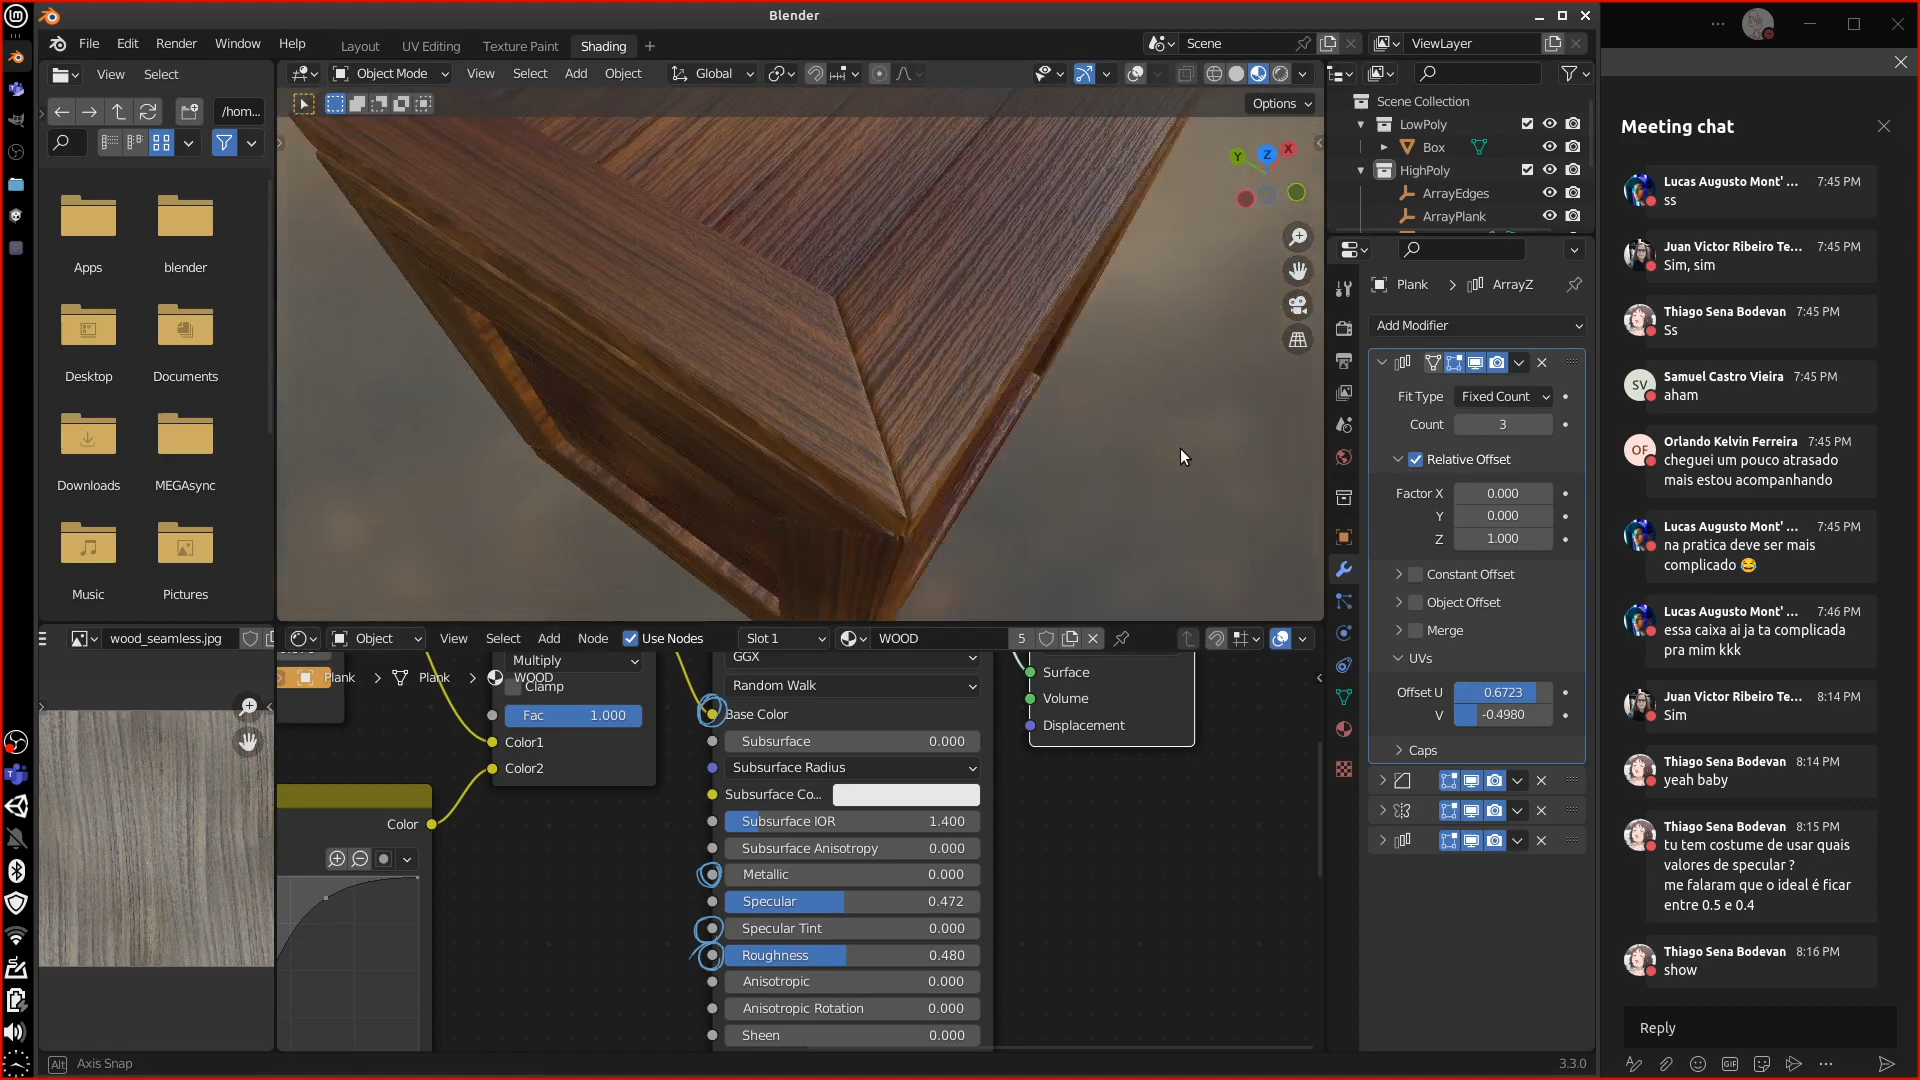 Blender
File Edit Render Window Help
Layout UV Editing Texture Paint Shading
Scene
ViewLayer
View Select
Object Mode View Select Add Object Global
/hom...
Options
Y Z X
Apps
blender
Desktop
Documents
Downloads
MEGAsync
Music
Pictures
Scene Collection
LowPoly
Box
HighPoly
ArrayEdges
ArrayPlank
Plank > ArrayZ
Add Modifier
Fit Type Fixed Count
Count 3
Relative Offset
Factor X 0.000
Y 0.000
Z 1.000
Constant Offset
Object Offset
Merge
UVs
Offset U 0.6723
V -0.4980
Caps
wood_seamless.jpg
Object View Select Add Node Use Nodes Slot 1 WOOD 5
Plank > Plank > WOOD
Multiply
Clamp
Fac 1.000
Color1
Color2
Color
GGX
Random Walk
Base Color
Subsurface 0.000
Subsurface Radius
Subsurface Co...
Subsurface IOR 1.400
Subsurface Anisotropy 0.000
Metallic 0.000
Specular 0.472
Specular Tint 0.000
Roughness 0.480
Anisotropic 0.000
Anisotropic Rotation 0.000
Sheen 0.000
Surface
Volume
Displacement
Alt Axis Snap
3.3.0
Meeting chat
Lucas Augusto Mont' ... 7:45 PM
ss
Juan Victor Ribeiro Te... 7:45 PM
Sim, sim
Thiago Sena Bodevan 7:45 PM
Ss
SV
Samuel Castro Vieira 7:45 PM
aham
OF
Orlando Kelvin Ferreira 7:45 PM
cheguei um pouco atrasado
mais estou acompanhando
Lucas Augusto Mont' ... 7:45 PM
na pratica deve ser mais
complicado 😂
Lucas Augusto Mont' ... 7:46 PM
essa caixa ai ja ta complicada
pra mim kkk
Juan Victor Ribeiro Te... 8:14 PM
Sim
Thiago Sena Bodevan 8:14 PM
yeah baby
Thiago Sena Bodevan 8:15 PM
tu tem costume de usar quais
valores de specular ?
me falaram que o ideal é ficar
entre 0.5 e 0.4
Thiago Sena Bodevan 8:16 PM
show
Reply
GIF